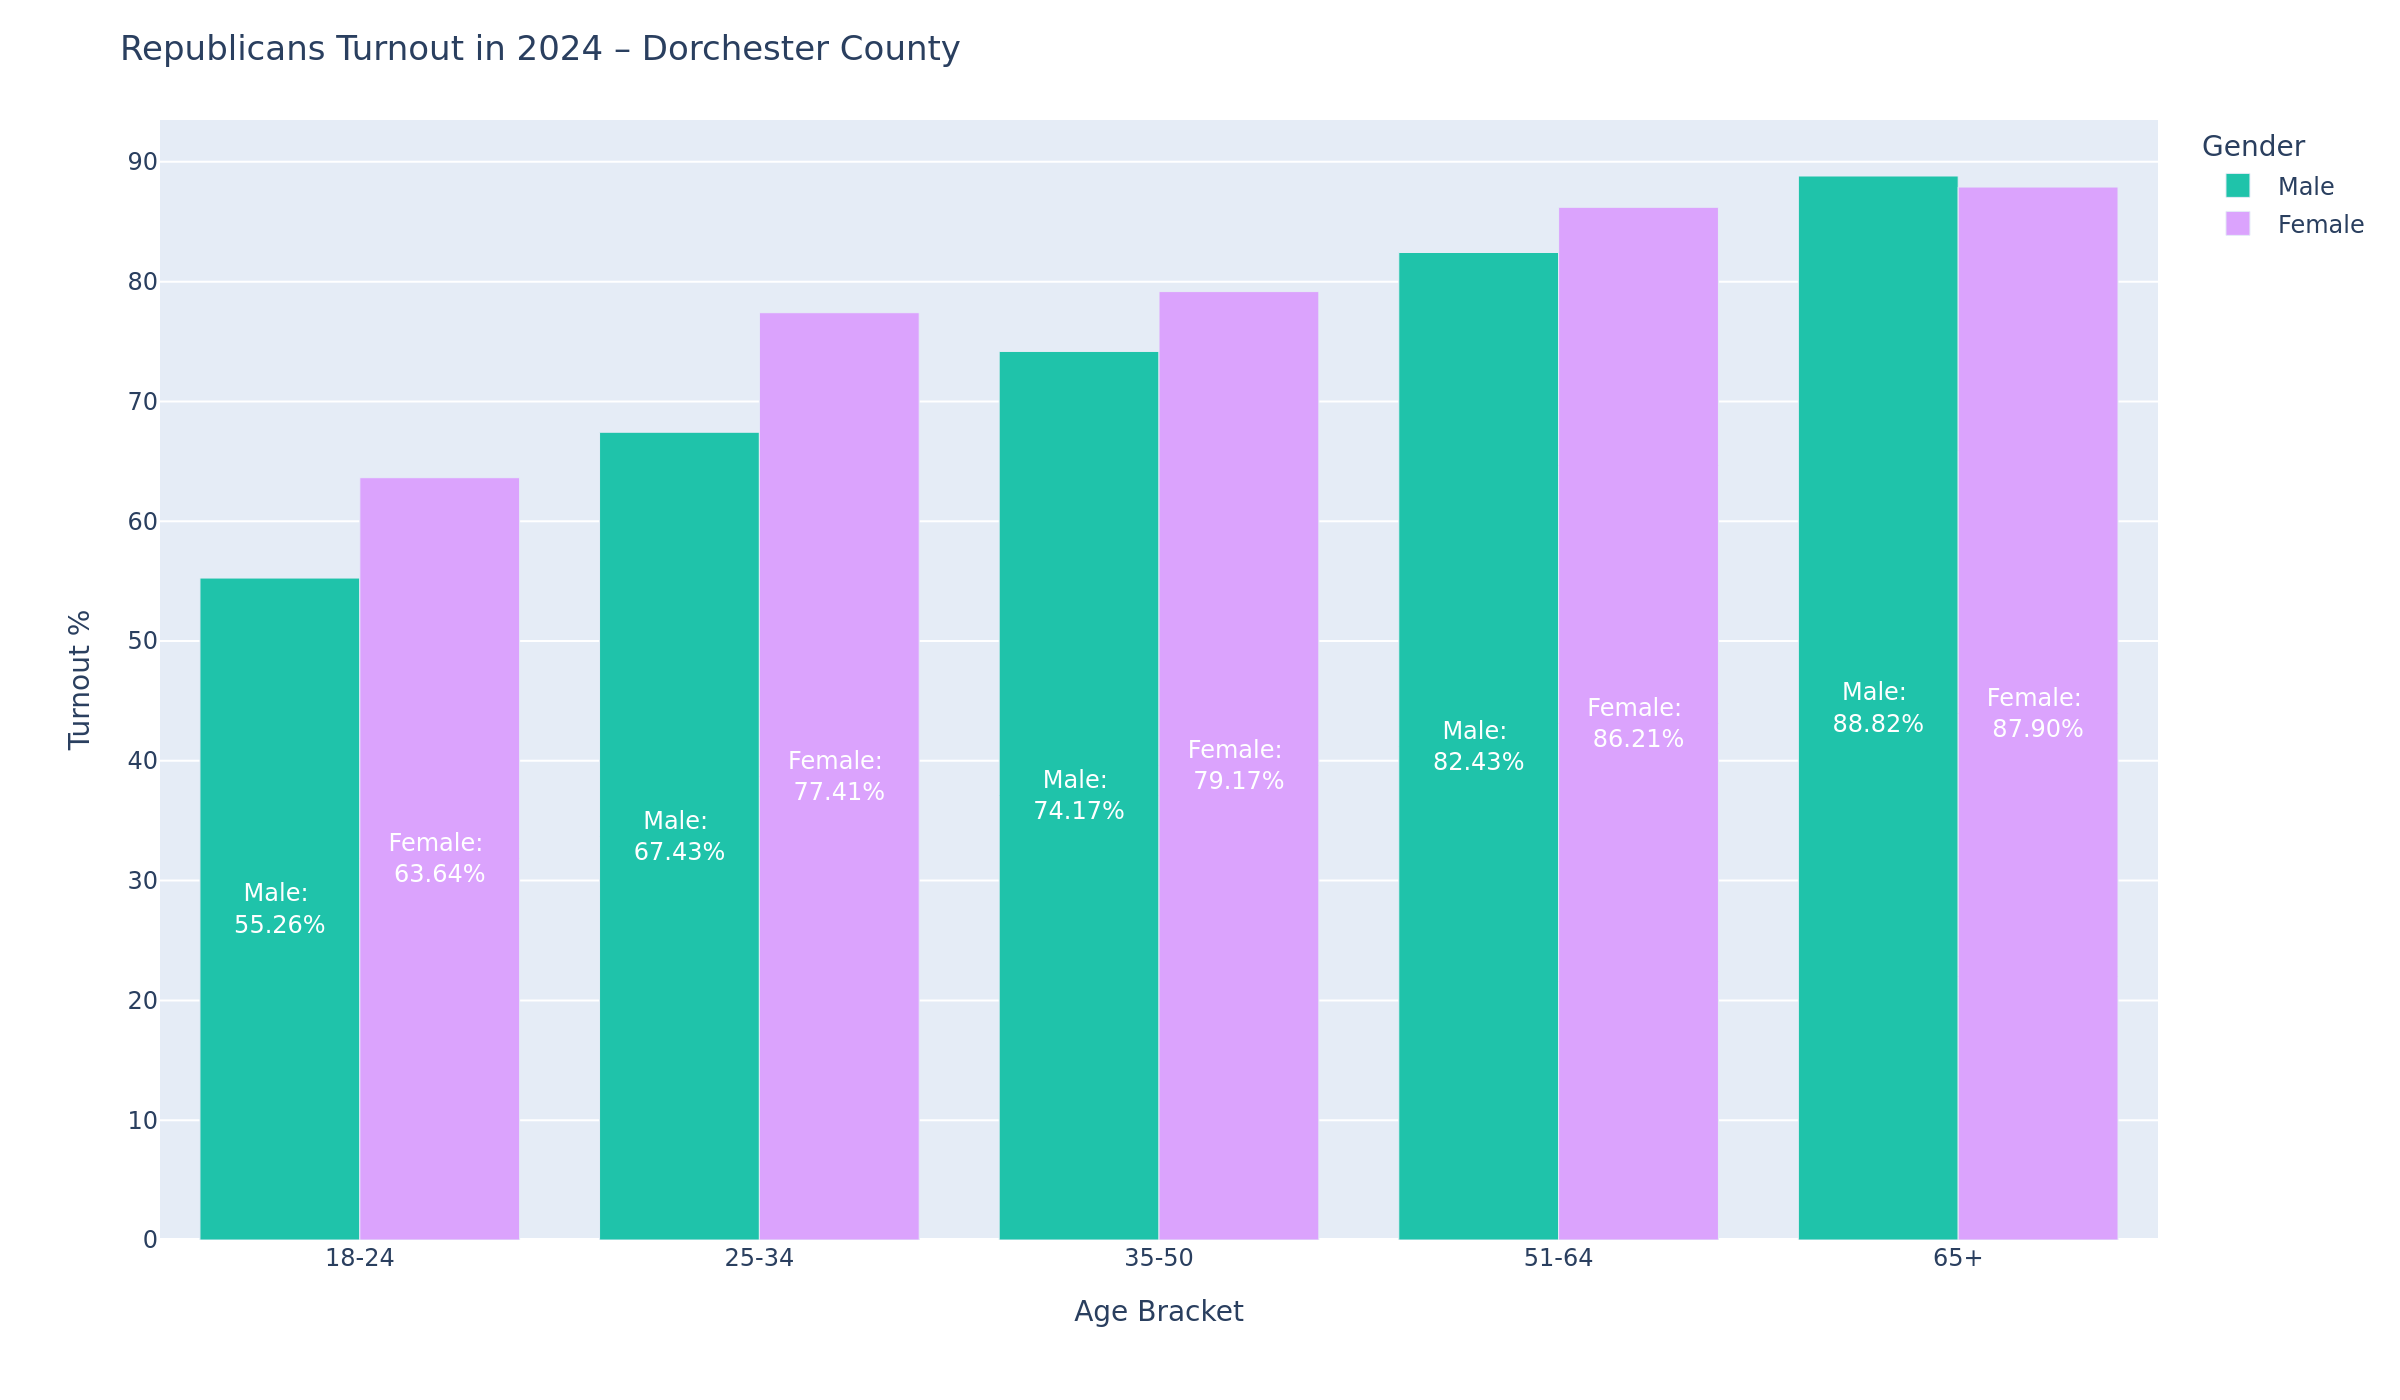 Republicans Turnout in 2024 – Dorchester County
Gender
Male
Female
Turnout %
90
80
70
60
50
40
30
20
10
0
Male:
55.26%
Female:
63.64%
Male:
67.43%
Female:
77.41%
Male:
74.17%
Female:
79.17%
Male:
82.43%
Female:
86.21%
Male:
88.82%
Female:
87.90%
18-24
25-34
35-50
51-64
65+
Age Bracket